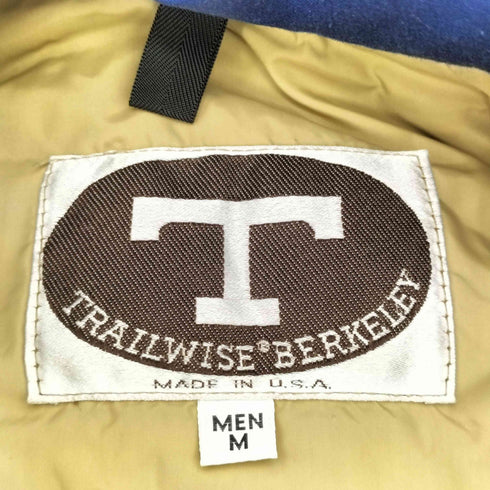 T
TRAILWISE® BERKELEY
MADE IN U.S.A.
MEN
M